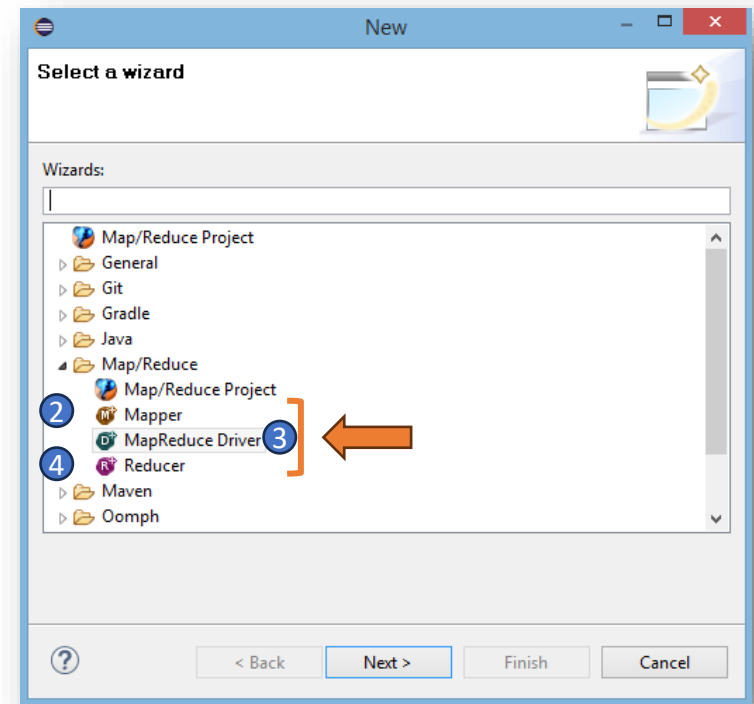 New
Select a wizard
Wizards:
Map/Reduce Project
General
Git
Gradle
Java
Map/Reduce
Map/Reduce Project
2 M Mapper
D MapReduce Driver 3
4 R Reducer
Maven
Oomph
? < Back Next > Finish Cancel